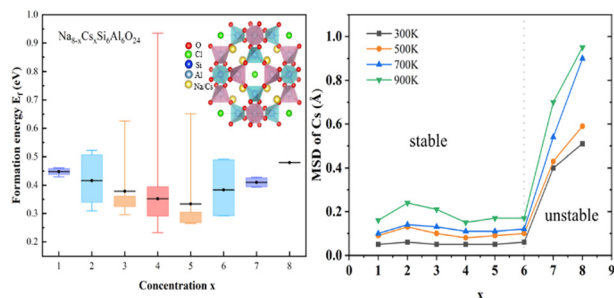 Na8-xCsxSi6Al6O24
O
Cl
Si
Al
Na/Cs
Formation energy Ef (eV)
1.0
0.9
0.8
0.7
0.6
0.5
0.4
0.3
0.2
1 2 3 4 5 6 7 8
Concentration x
300K
500K
700K
900K
stable
unstable
MSD of Cs (Å)
1.0
0.8
0.6
0.4
0.2
0.0
0 1 2 3 4 5 6 7 8 9
x